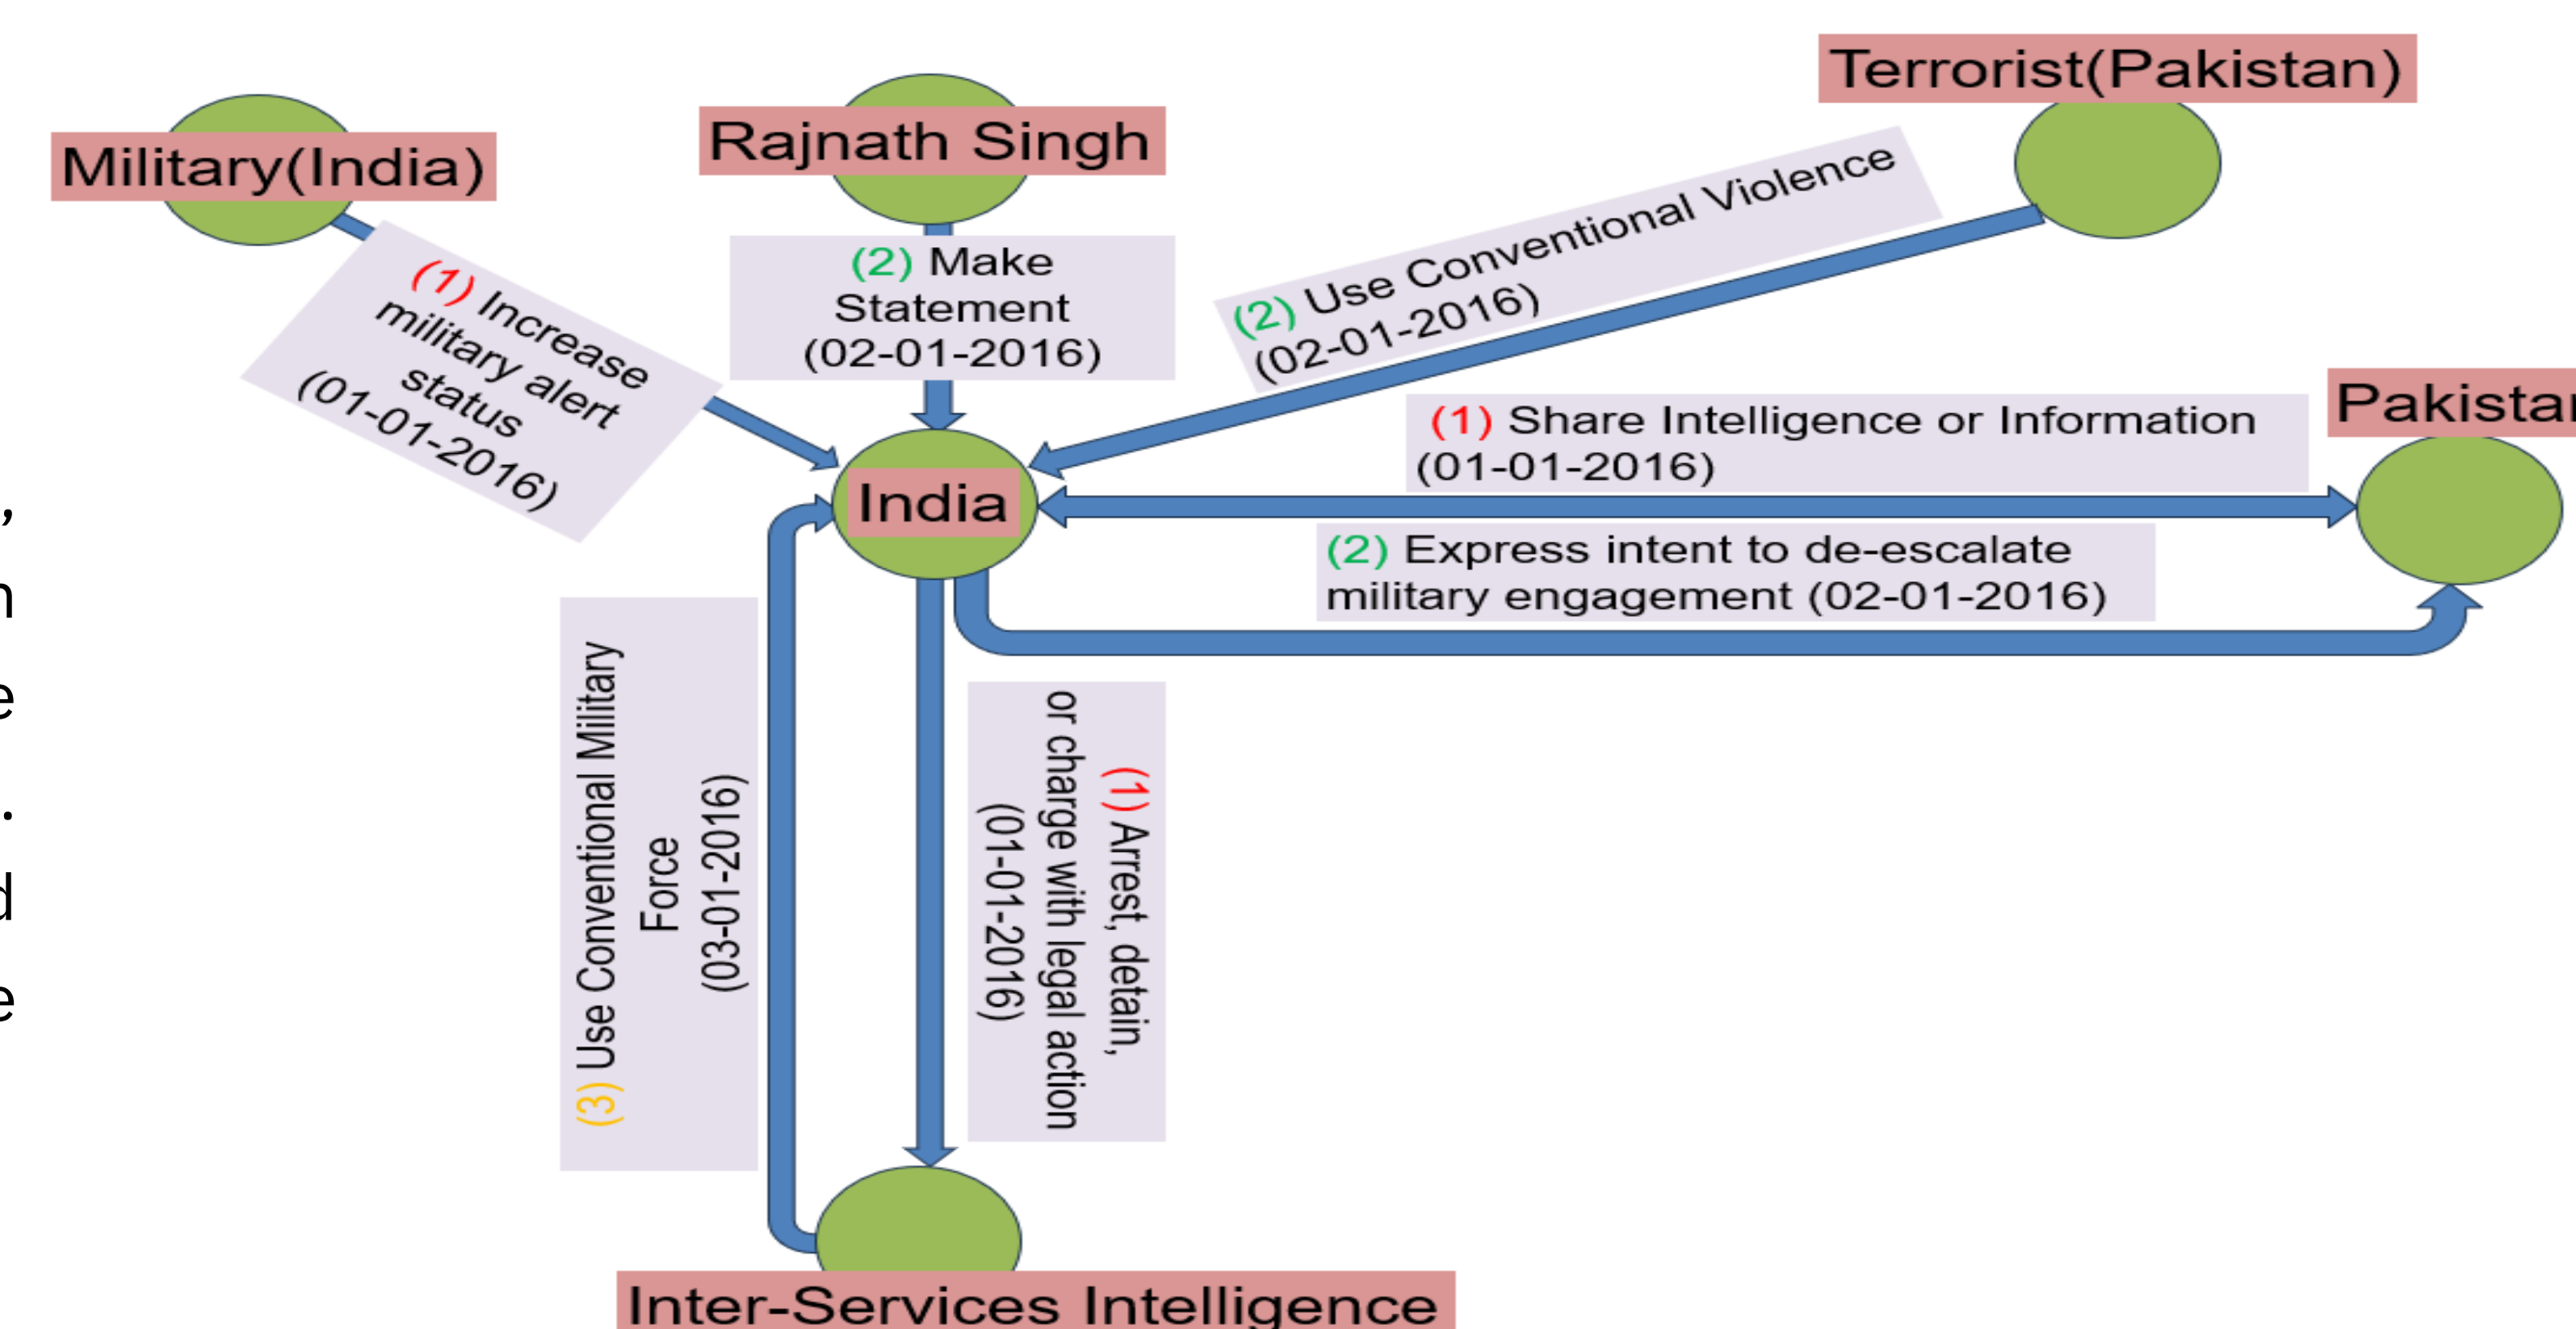 Terrorist(Pakistan)
Rajnath Singh
Military(India)
(2) Use Conventional Violence
(02-01-2016)
(2) Make
Statement
(02-01-2016)
(1) Increase
military alert
status
(01-01-2016)
(1) Share Intelligence or Information
(01-01-2016)
India
(2) Express intent to de-escalate
military engagement (02-01-2016)
(3) Use Conventional Military
Force
(03-01-2016)
(1) Arrest, detain,
or charge with legal action
(01-01-2016)
Inter-Services Intelligence